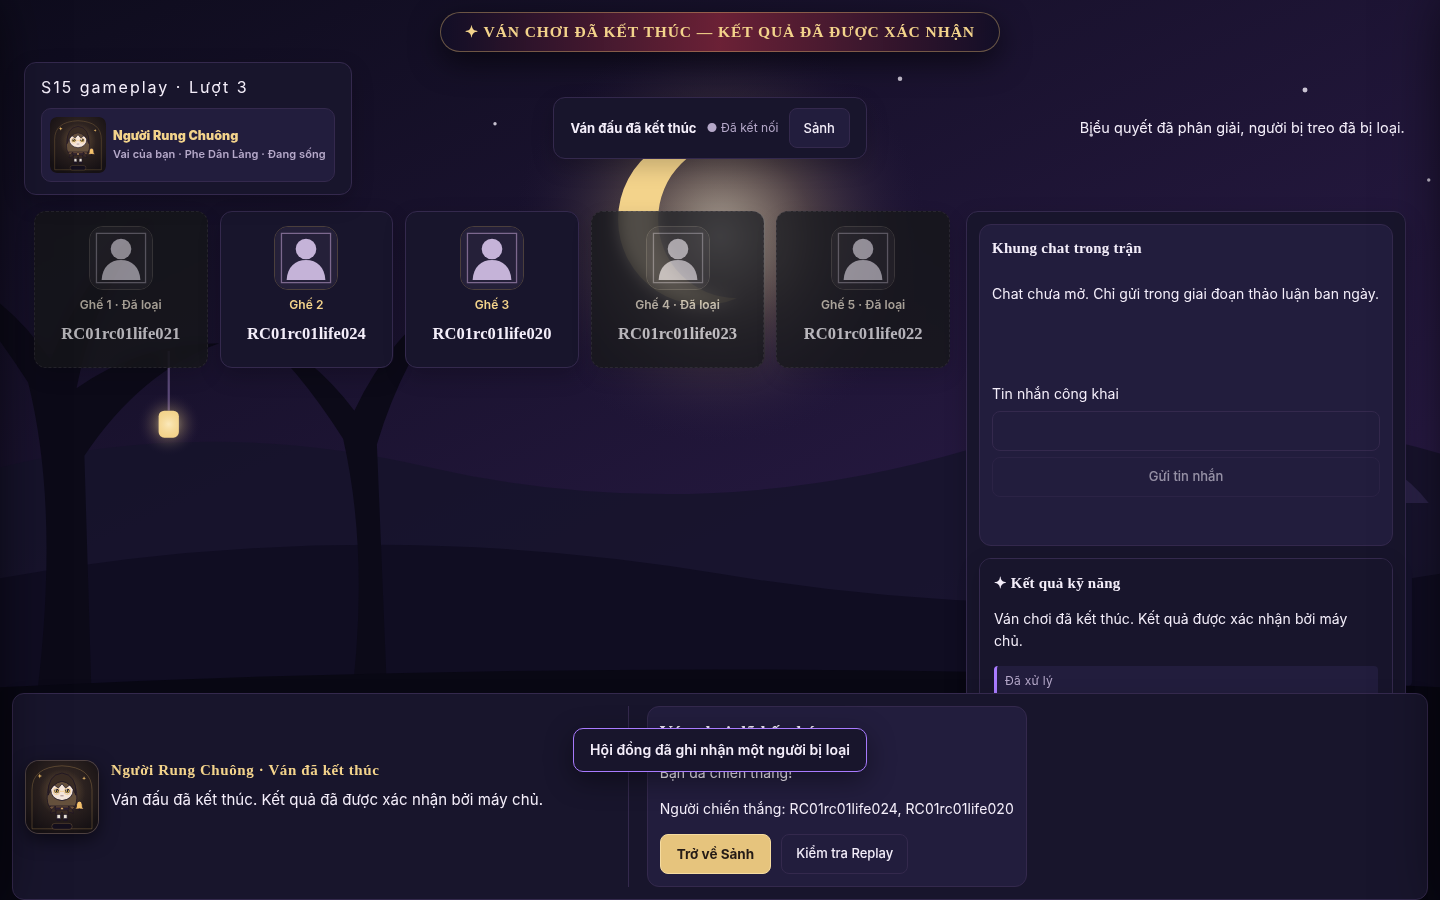 ✦ VÁN CHƠI ĐÃ KẾT THÚC — KẾT QUẢ ĐÃ ĐƯỢC XÁC NHẬN
S15 gameplay · Lượt 3
Người Rung Chuông
Vai của bạn · Phe Dân Làng · Đang sống
Ván đấu đã kết thúc
Đã kết nối
Sảnh
Biểu quyết đã phân giải, người bị treo đã bị loại.
Ghế 1 · Đã loại
RC01rc01life021
Ghế 2
RC01rc01life024
Ghế 3
RC01rc01life020
Ghế 4 · Đã loại
RC01rc01life023
Ghế 5 · Đã loại
RC01rc01life022
Khung chat trong trận
Chat chưa mở. Chỉ gửi trong giai đoạn thảo luận ban ngày.
Tin nhắn công khai
Gửi tin nhắn
✦ Kết quả kỹ năng
Ván chơi đã kết thúc. Kết quả được xác nhận bởi máy
chủ.
Đã xử lý
Người Rung Chuông · Ván đã kết thúc
Ván đấu đã kết thúc. Kết quả đã được xác nhận bởi máy chủ.
Hội đồng đã ghi nhận một người bị loại
Bạn đã chiến thắng!
Người chiến thắng: RC01rc01life024, RC01rc01life020
Trở về Sảnh
Kiểm tra Replay